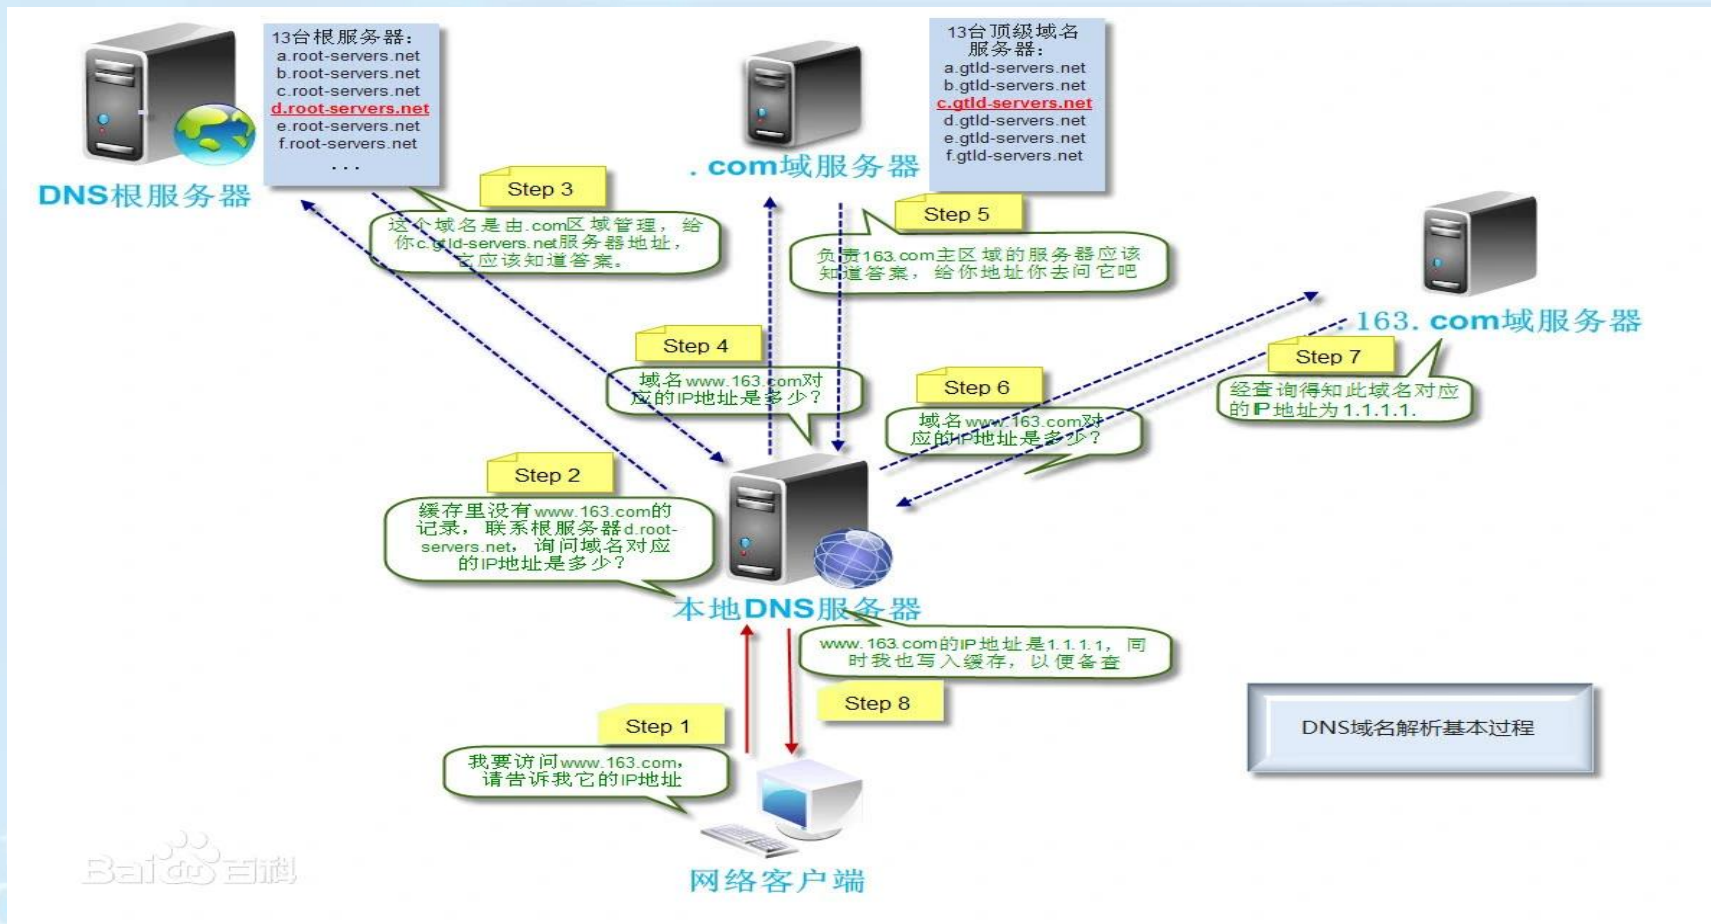 13台根服务器：
a.root-servers.net
b.root-servers.net
c.root-servers.net
d.root-servers.net
e.root-servers.net
f.root-servers.net
...
DNS根服务器
.com域服务器
13台顶级域名
服务器：
a.gtld-servers.net
b.gtld-servers.net
c.gtld-servers.net
d.gtld-servers.net
e.gtld-servers.net
f.gtld-servers.net
Step 3
这个域名是由.com区域管理，给
你c.gtld-servers.net服务器地址，
它应该知道答案。
Step 5
负责163.com主区域的服务器应该
知道答案，给你地址你去问它吧
.163.com域服务器
Step 4
域名www.163.com对
应的IP地址是多少？
Step 6
域名www.163.com对
应的IP地址是多少？
Step 7
经查询得知此域名对应
的IP地址为1.1.1.1.
Step 2
缓存里没有www.163.com的
记录，联系根服务器d.root-
servers.net，询问域名对应
的IP地址是多少？
本地DNS服务器
www.163.com的IP地址是1.1.1.1，同
时我也写入缓存，以便备查
Step 8
Step 1
我要访问www.163.com，
请告诉我它的IP地址
网络客户端
DNS域名解析基本过程
Bai百科